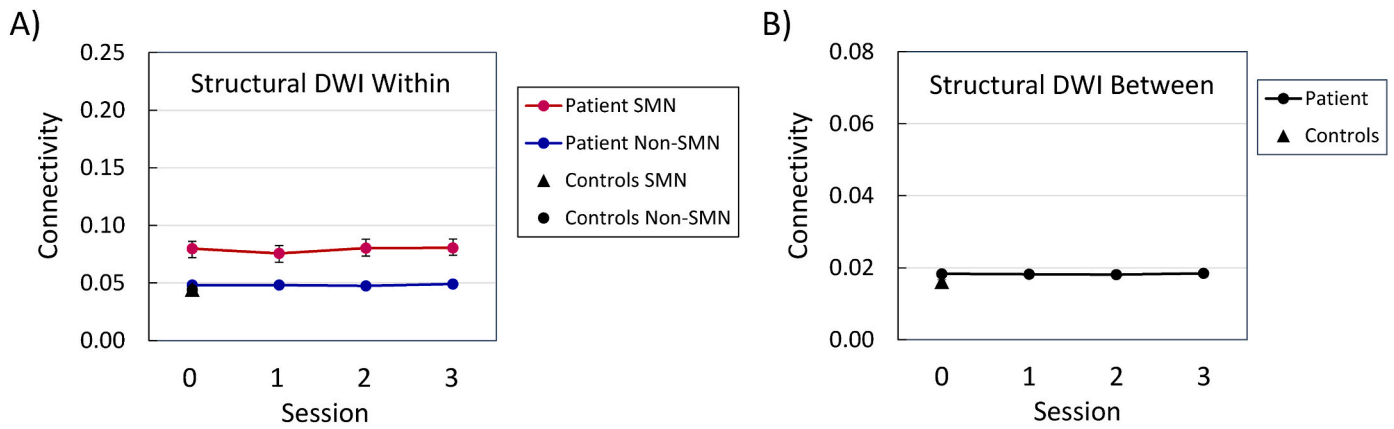 A)
Structural DWI Within
Connectivity
0.25
0.20
0.15
0.10
0.05
0.00
0 1 2 3
Session
Patient SMN
Patient Non-SMN
Controls SMN
Controls Non-SMN
B)
Structural DWI Between
Connectivity
0.08
0.06
0.04
0.02
0.00
0 1 2 3
Session
Patient
Controls